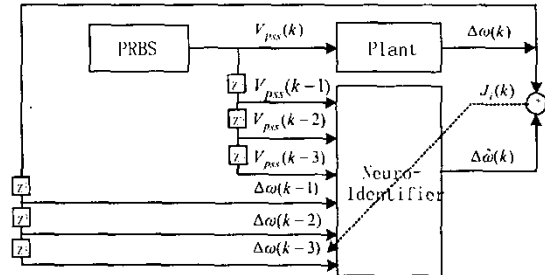 PRBS
V_pss(k)
Plant
Δω(k)
V_pss(k−1)
V_pss(k−2)
V_pss(k−3)
J_i(k)
Δω̂(k)
Neuro-
Identifier
Δω(k−1)
Δω(k−2)
Δω(k−3)